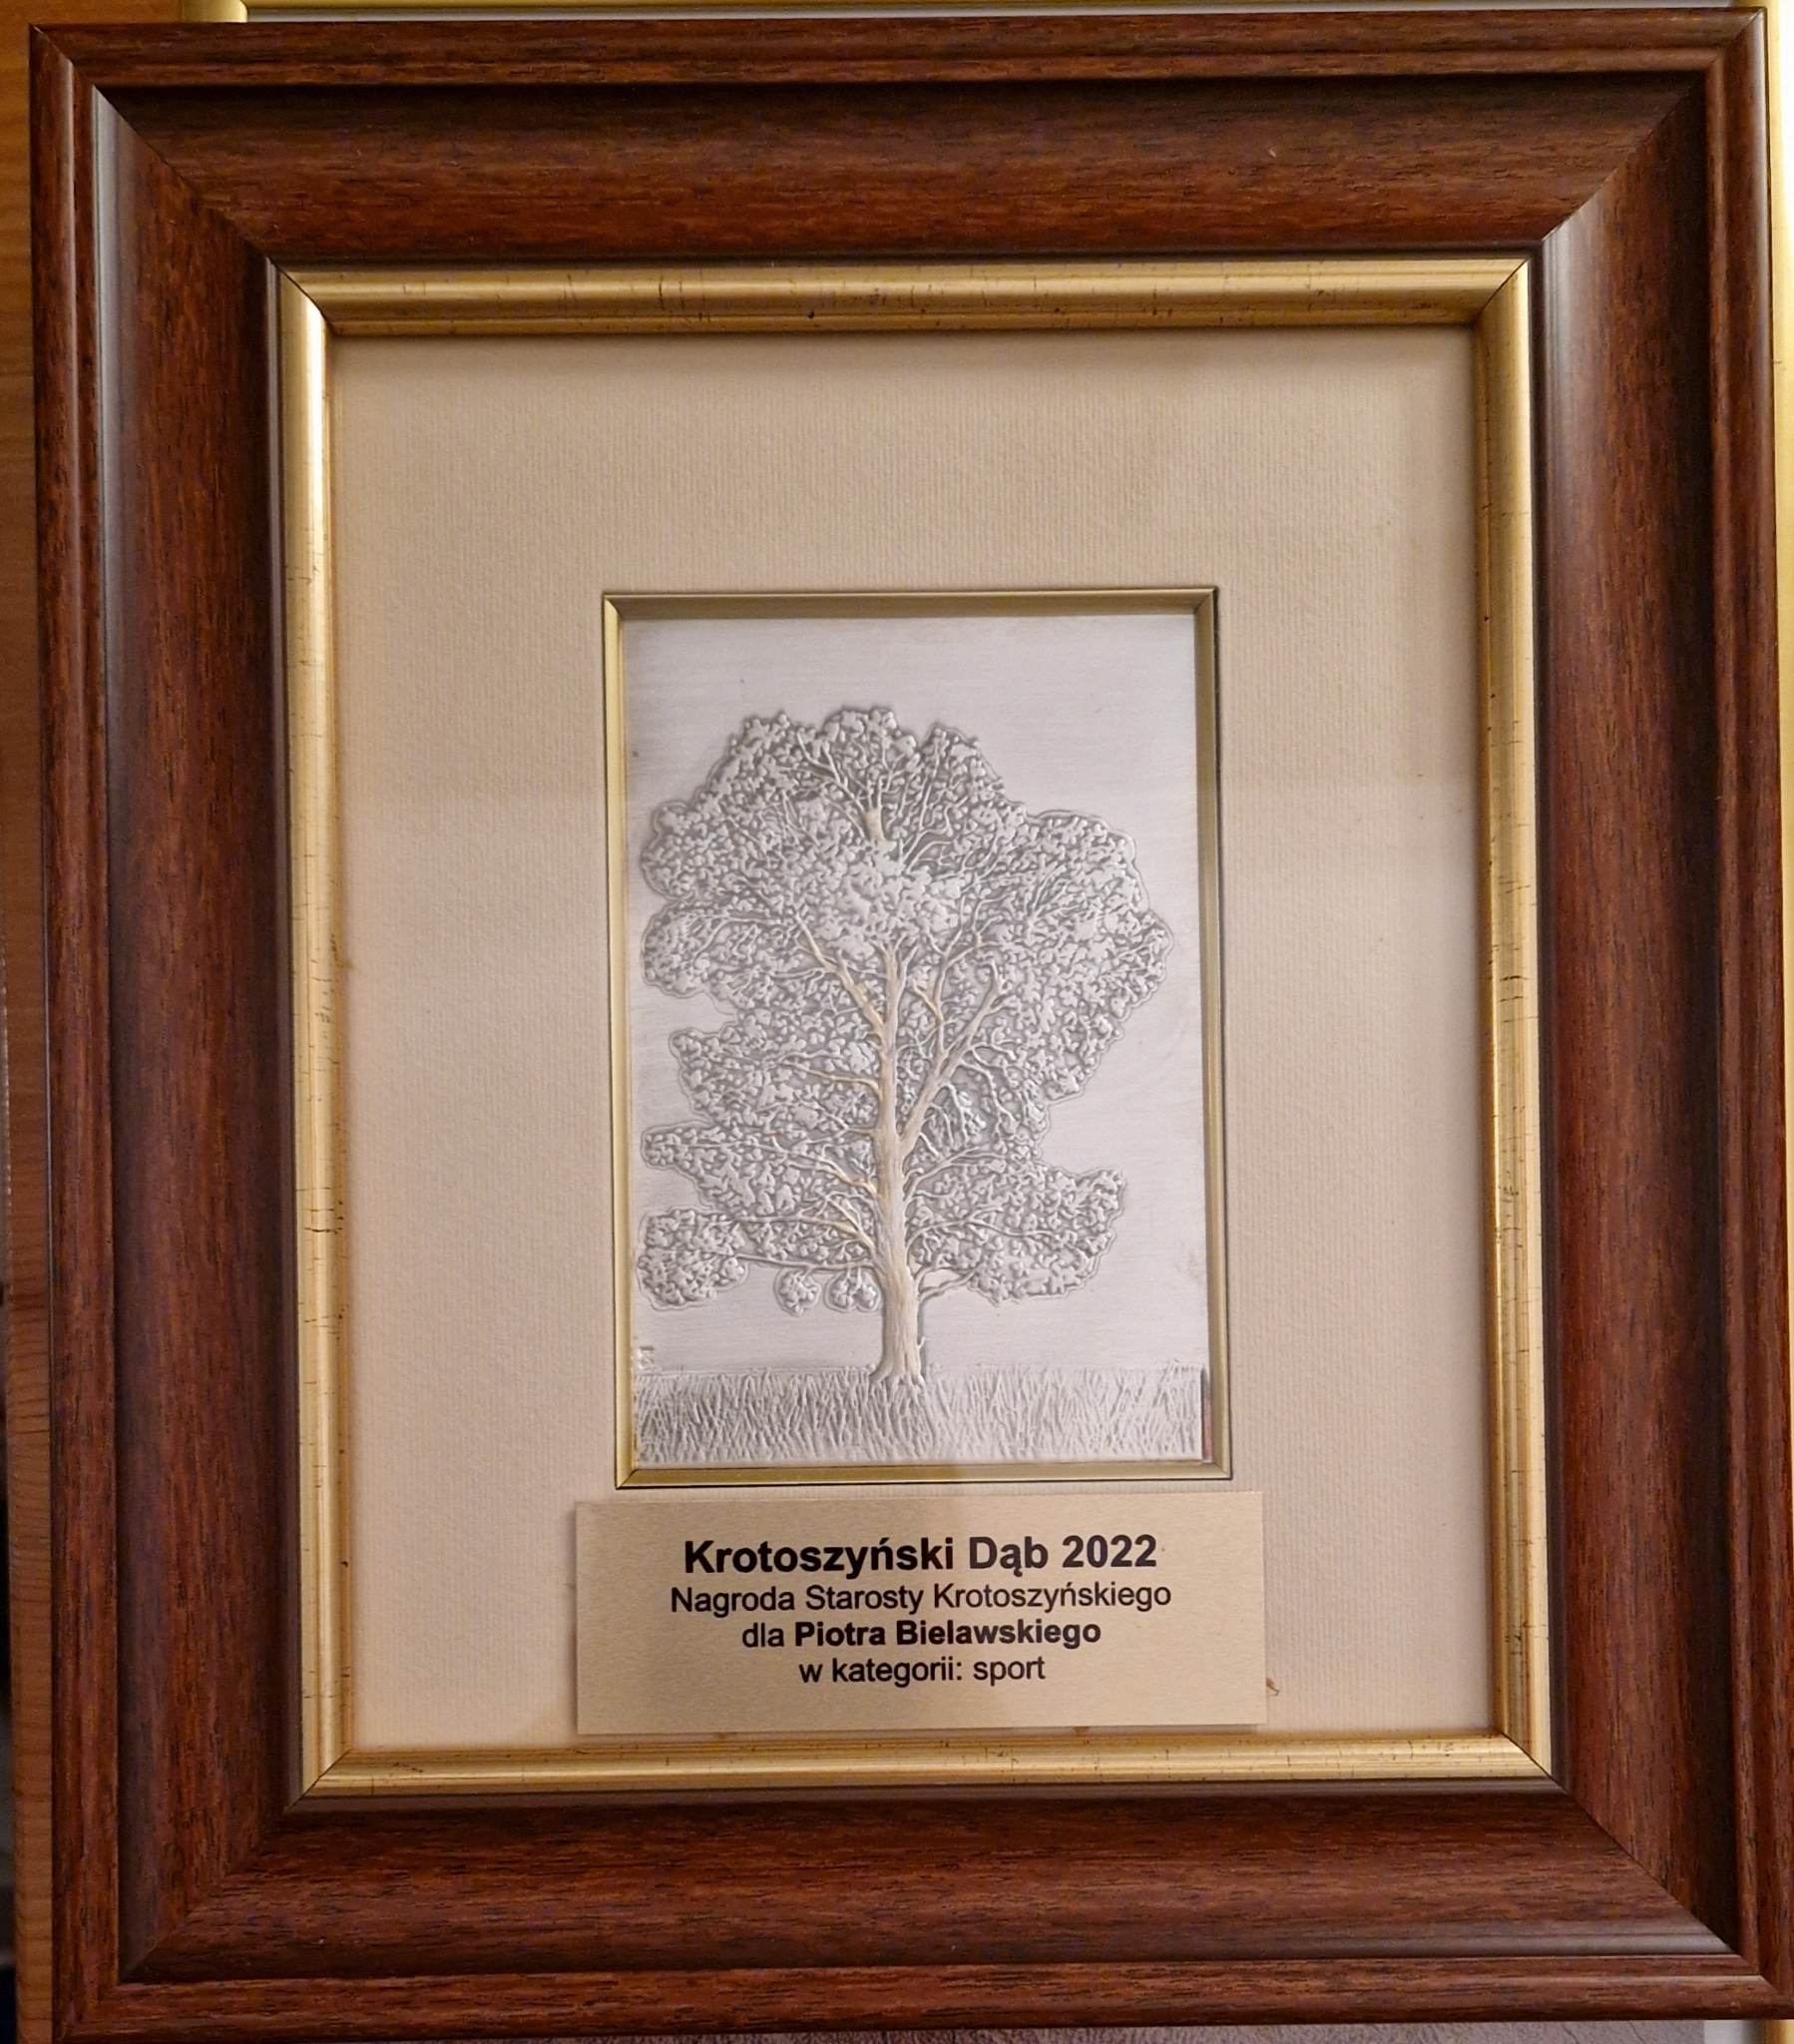 Krotoszyński Dąb 2022
Nagroda Starosty Krotoszyńskiego
dla Piotra Bielawskiego
w kategorii: sport